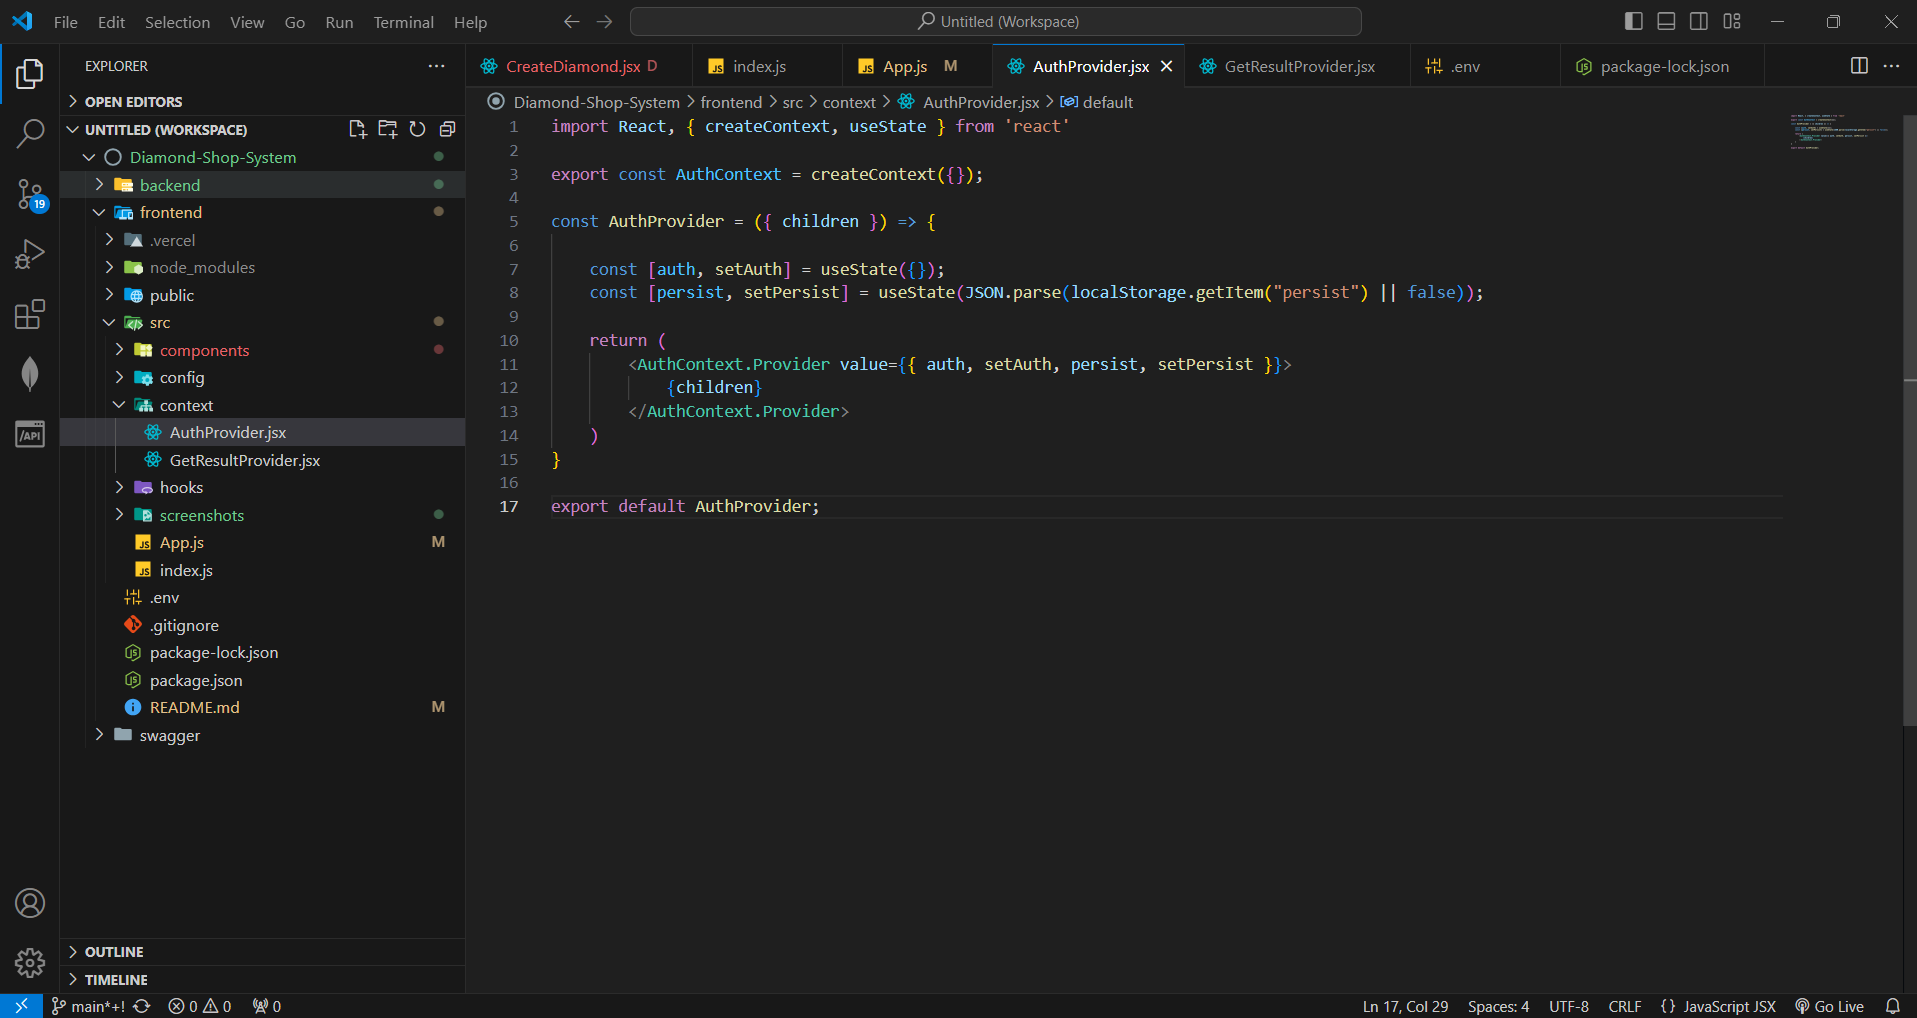 File Edit Selection View Go Run Terminal Help
Untitled (Workspace)
EXPLORER
OPEN EDITORS
UNTITLED (WORKSPACE)
Diamond-Shop-System
backend
frontend
.vercel
node_modules
public
src
components
config
context
AuthProvider.jsx
GetResultProvider.jsx
hooks
screenshots
App.js M
index.js
.env
.gitignore
package-lock.json
package.json
README.md M
swagger
OUTLINE
TIMELINE
19
/API
CreateDiamond.jsx D
index.js
App.js M
AuthProvider.jsx
GetResultProvider.jsx
.env
package-lock.json
Diamond-Shop-System > frontend > src > context > AuthProvider.jsx > default
1 import React, { createContext, useState } from 'react'
2
3 export const AuthContext = createContext({});
4
5 const AuthProvider = ({ children }) => {
6
7 const [auth, setAuth] = useState({});
8 const [persist, setPersist] = useState(JSON.parse(localStorage.getItem("persist") || false));
9
10 return (
11 <AuthContext.Provider value={{ auth, setAuth, persist, setPersist }}>
12 {children}
13 </AuthContext.Provider>
14 )
15 }
16
17 export default AuthProvider;
main*+! 0 0 0
Ln 17, Col 29 Spaces: 4 UTF-8 CRLF {} JavaScript JSX Go Live